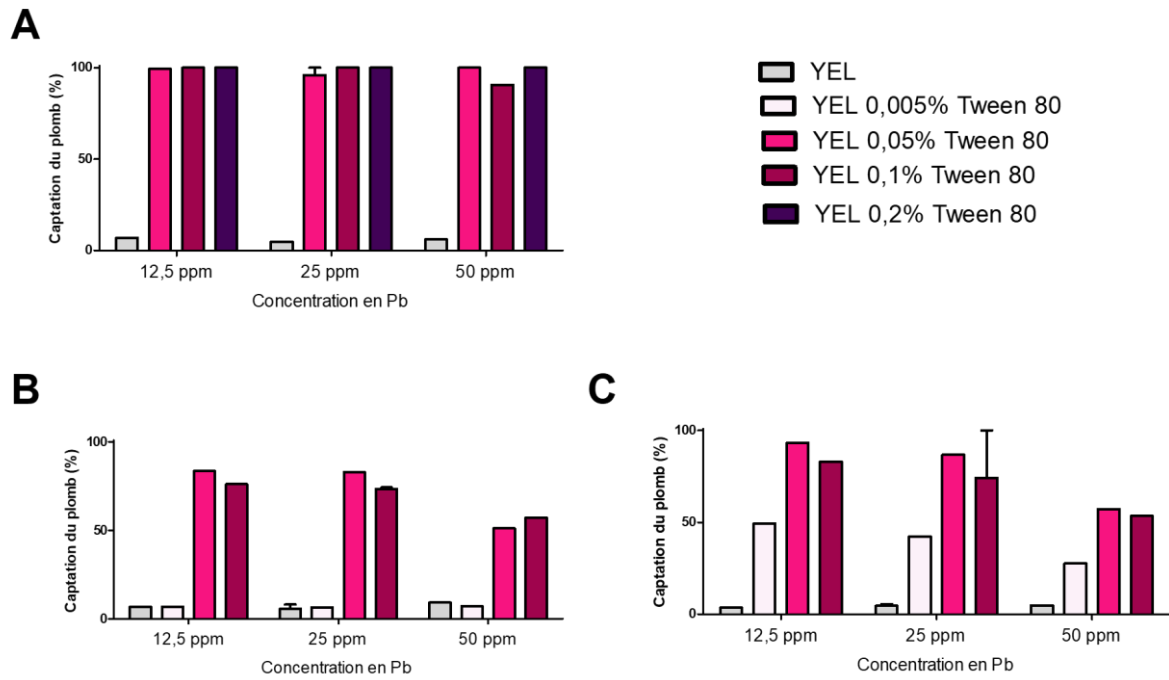 A
Captation du plomb (%)
100
50
0
12,5 ppm
25 ppm
50 ppm
Concentration en Pb
YEL
YEL 0,005% Tween 80
YEL 0,05% Tween 80
YEL 0,1% Tween 80
YEL 0,2% Tween 80
B
Captation du plomb (%)
100
50
0
12,5 ppm
25 ppm
50 ppm
Concentration en Pb
C
Captation du plomb (%)
100
50
0
12,5 ppm
25 ppm
50 ppm
Concentration en Pb